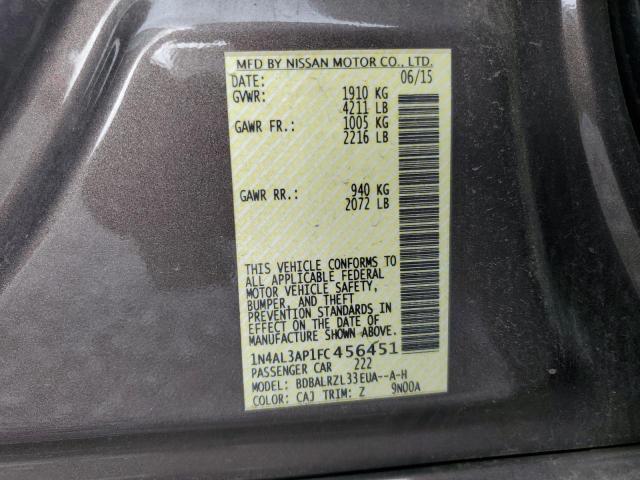 MFD BY NISSAN MOTOR CO., LTD.
DATE: 06/15
GVWR: 1910 KG
4211 LB
GAWR FR.: 1005 KG
2216 LB
GAWR RR.: 940 KG
2072 LB
THIS VEHICLE CONFORMS TO
ALL APPLICABLE FEDERAL
MOTOR VEHICLE SAFETY,
BUMPER, AND THEFT
PREVENTION STANDARDS IN
EFFECT ON THE DATE OF
MANUFACTURE SHOWN ABOVE.
1N4AL3AP1FC456451
PASSENGER CAR 222
MODEL: BDBALRZL33EUA--A-H
COLOR: CAJ TRIM: Z 9N00A